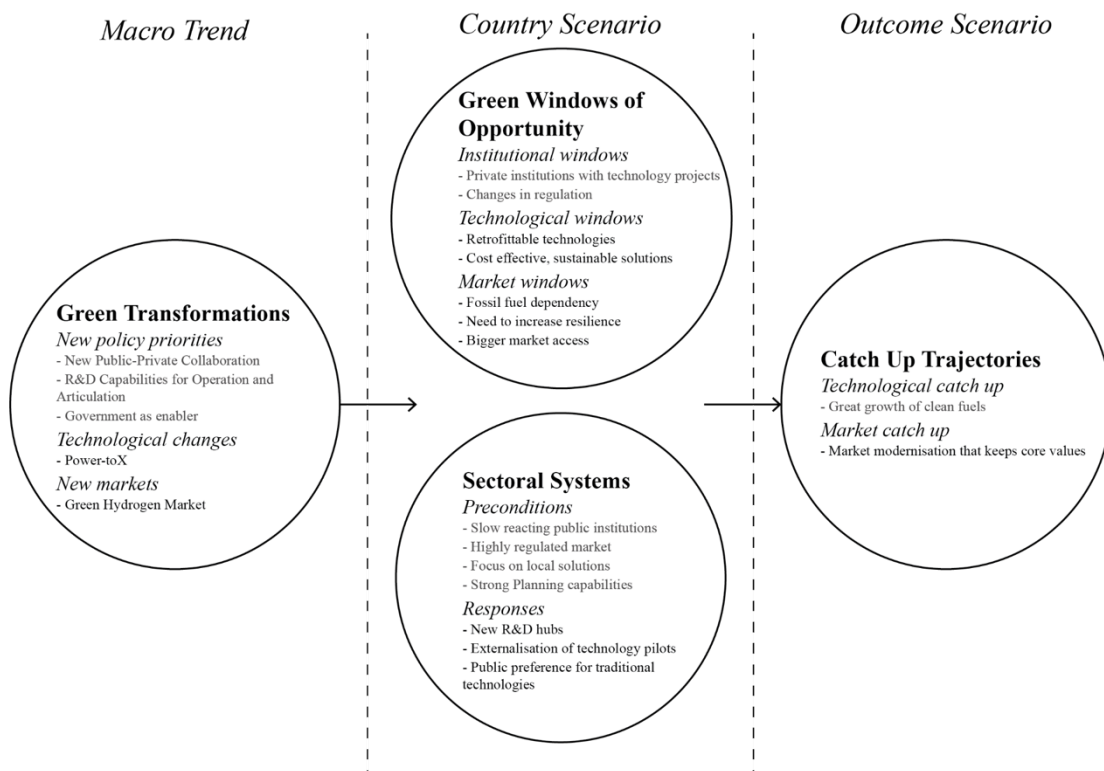 Macro Trend
Country Scenario
Outcome Scenario
Green Transformations
New policy priorities
- New Public-Private Collaboration
- R&D Capabilities for Operation and
Articulation
- Government as enabler
Technological changes
- Power-toX
New markets
- Green Hydrogen Market
Green Windows of
Opportunity
Institutional windows
- Private institutions with technology projects
- Changes in regulation
Technological windows
- Retrofittable technologies
- Cost effective, sustainable solutions
Market windows
- Fossil fuel dependency
- Need to increase resilience
- Bigger market access
Sectoral Systems
Preconditions
- Slow reacting public institutions
- Highly regulated market
- Focus on local solutions
- Strong Planning capabilities
Responses
- New R&D hubs
- Externalisation of technology pilots
- Public preference for traditional
technologies
Catch Up Trajectories
Technological catch up
- Great growth of clean fuels
Market catch up
- Market modernisation that keeps core values